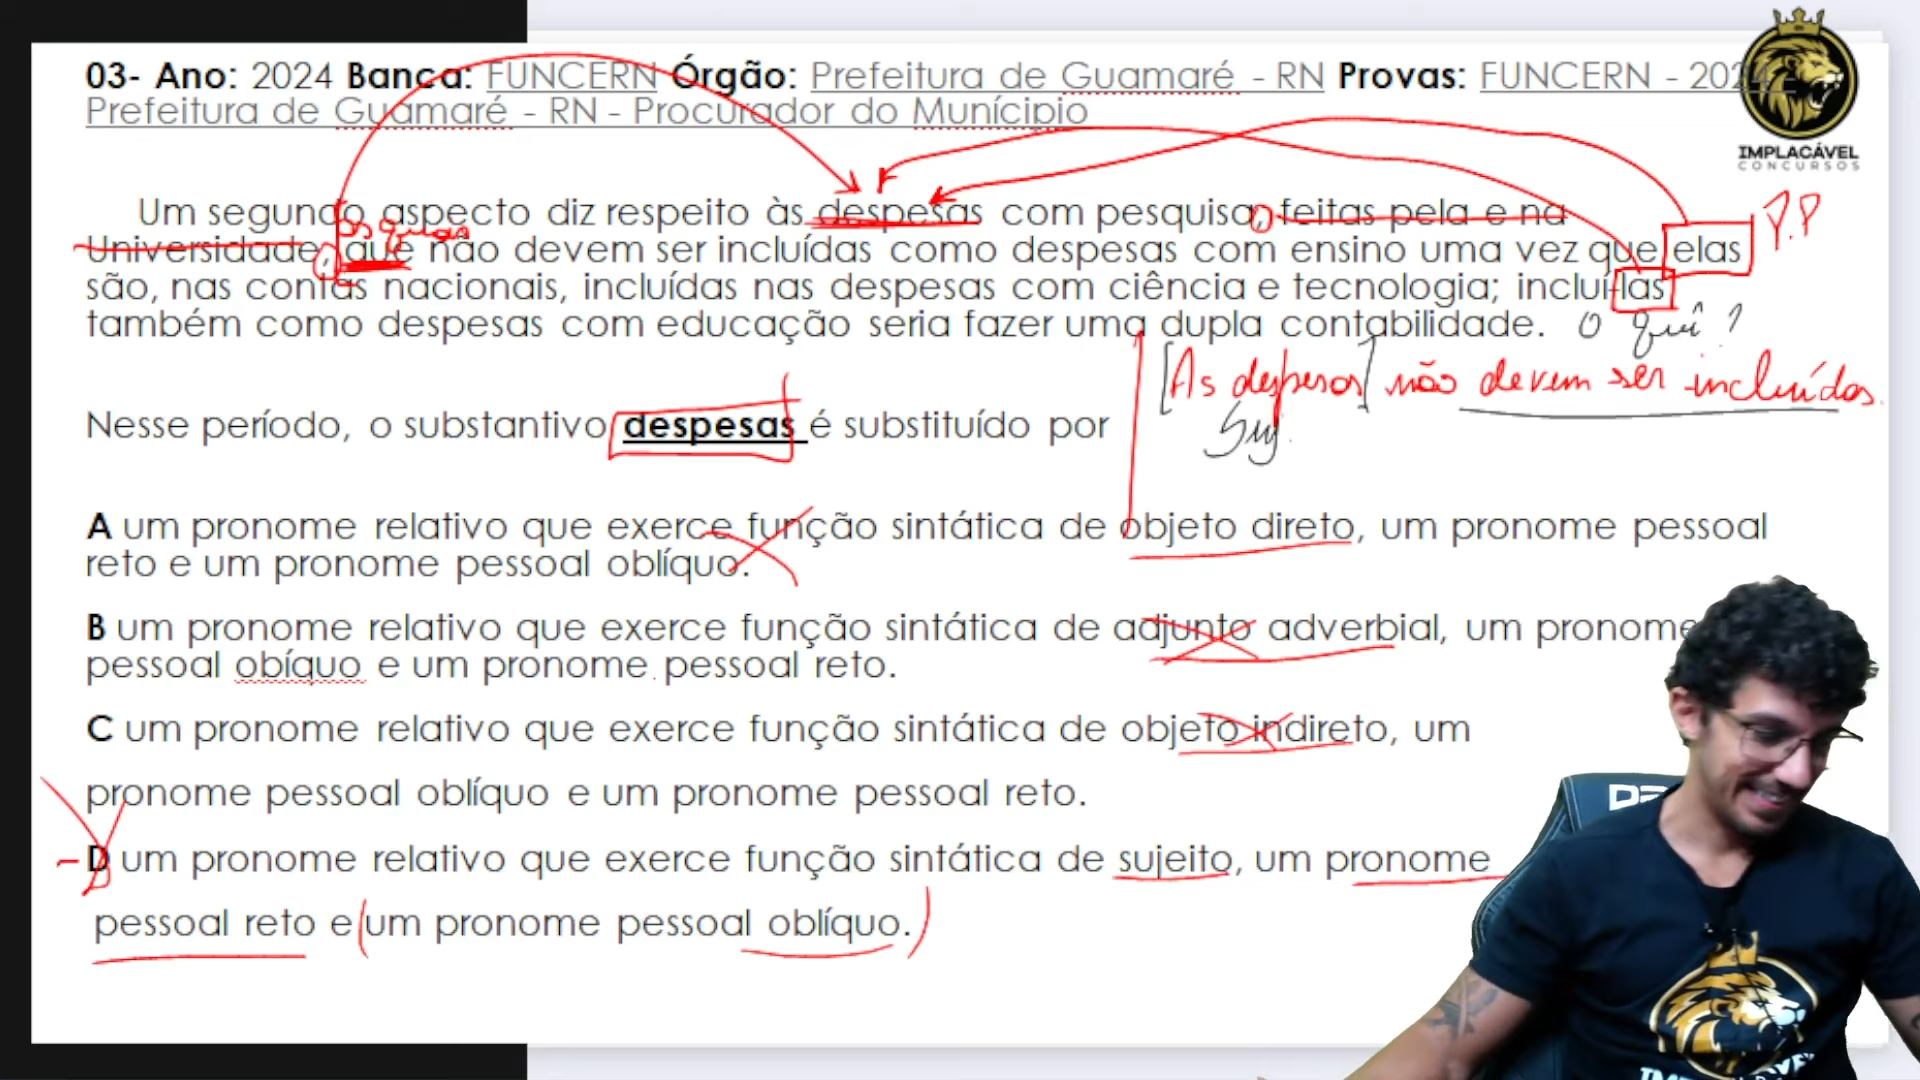 03- Ano: 2024 Banca: FUNCERN Órgão: Prefeitura de Guamaré - RN Provas: FUNCERN - 2024 -
Prefeitura de Guamaré - RN - Procurador do Munícipio
IMPLACÁVEL
CONCURSOS
Um segundo aspecto diz respeito às despesas com pesquisa, feitas pela e na
P.P
as quais
Universidade, que não devem ser incluídas como despesas com ensino uma vez que elas
são, nas contas nacionais, incluídas nas despesas com ciência e tecnologia; incluí-las
também como despesas com educação seria fazer uma dupla contabilidade. O quê?
[As despesas] não devem ser incluídas.
Suj.
Nesse período, o substantivo despesas é substituído por
A um pronome relativo que exerce função sintática de objeto direto, um pronome pessoal
reto e um pronome pessoal oblíquo.
B um pronome relativo que exerce função sintática de adjunto adverbial, um pronome
pessoal obíquo e um pronome pessoal reto.
C um pronome relativo que exerce função sintática de objeto indireto, um
pronome pessoal oblíquo e um pronome pessoal reto.
D um pronome relativo que exerce função sintática de sujeito, um pronome
pessoal reto e (um pronome pessoal oblíquo.)